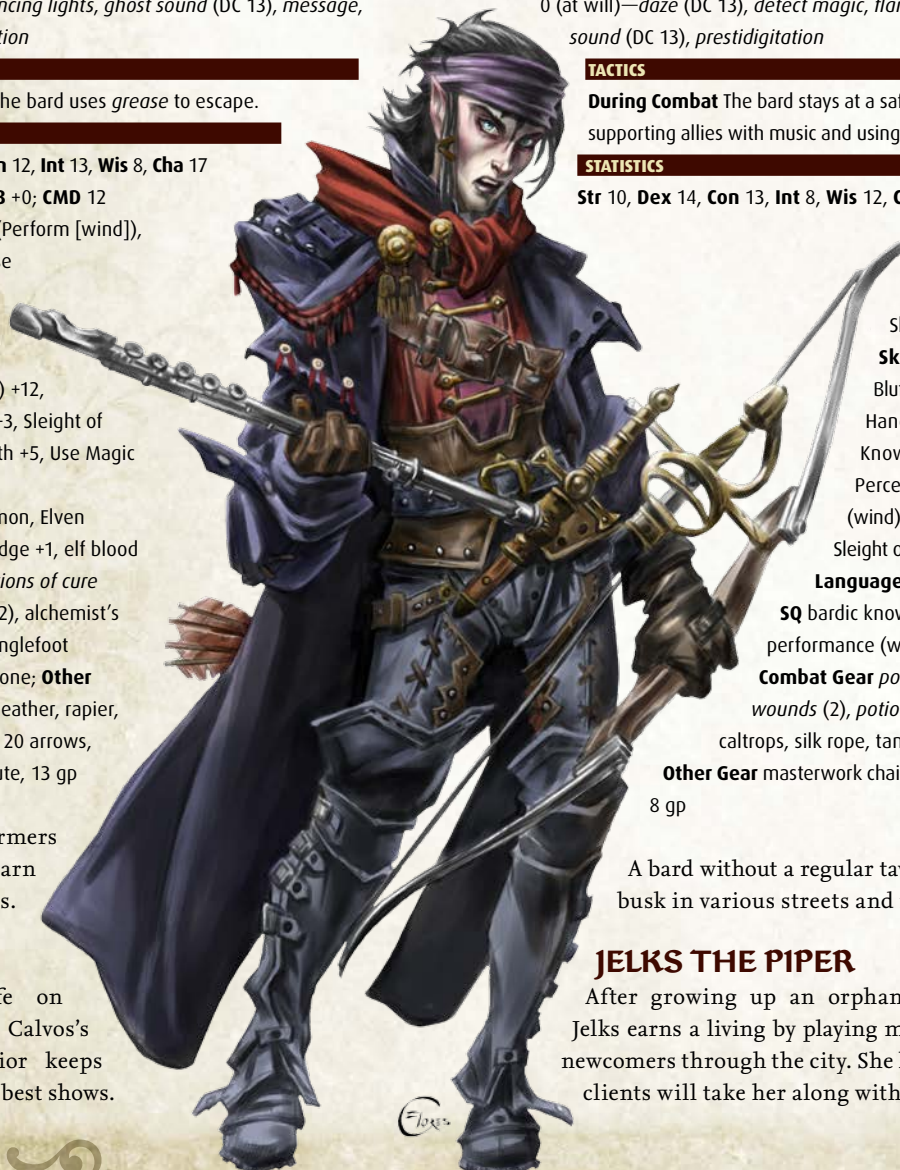 ncing lights, ghost sound (DC 13), message,
tion
he bard uses grease to escape.
n 12, Int 13, Wis 8, Cha 17
+0; CMD 12
(Perform [wind]),
se
) +12,
+3, Sleight of
th +5, Use Magic
mon, Elven
dge +1, elf blood
ions of cure
2), alchemist's
nglefoot
one; Other
eather, rapier,
20 arrows,
ute, 13 gp
rmers
arn
s.
fe on
Calvos's
ior keeps
best shows.
0 (at will)—daze (DC 13), detect magic, flar
sound (DC 13), prestidigitation
TACTICS
During Combat The bard stays at a saf
supporting allies with music and using
STATISTICS
Str 10, Dex 14, Con 13, Int 8, Wis 12, C
Sl
Sk
Blu
Han
Know
Perce
(wind)
Sleight o
Language
SQ bardic know
performance (w
Combat Gear po
wounds (2), potio
caltrops, silk rope, tan
Other Gear masterwork chai
8 gp
A bard without a regular tav
busk in various streets and
JELKS THE PIPER
After growing up an orphan
Jelks earns a living by playing m
newcomers through the city. She h
clients will take her along with